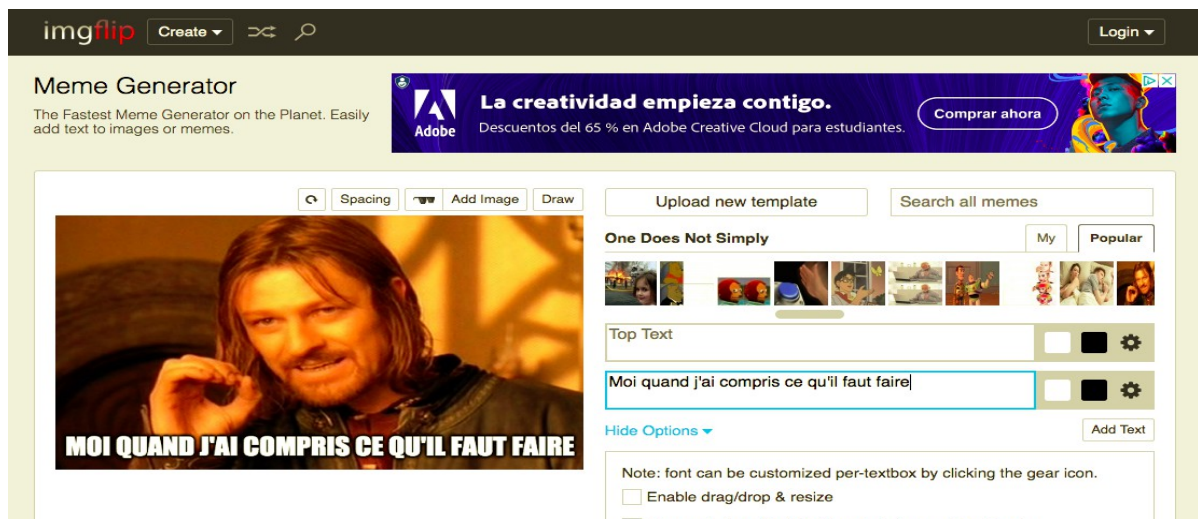 imgflip Create Login
Meme Generator
The Fastest Meme Generator on the Planet. Easily
add text to images or memes.
Adobe
La creatividad empieza contigo.
Descuentos del 65 % en Adobe Creative Cloud para estudiantes.
Comprar ahora
Spacing Add Image Draw
MOI QUAND J'AI COMPRIS CE QU'IL FAUT FAIRE
Upload new template Search all memes
One Does Not Simply My Popular
Top Text
Moi quand j'ai compris ce qu'il faut faire
Hide Options Add Text
Note: font can be customized per-textbox by clicking the gear icon.
Enable drag/drop & resize